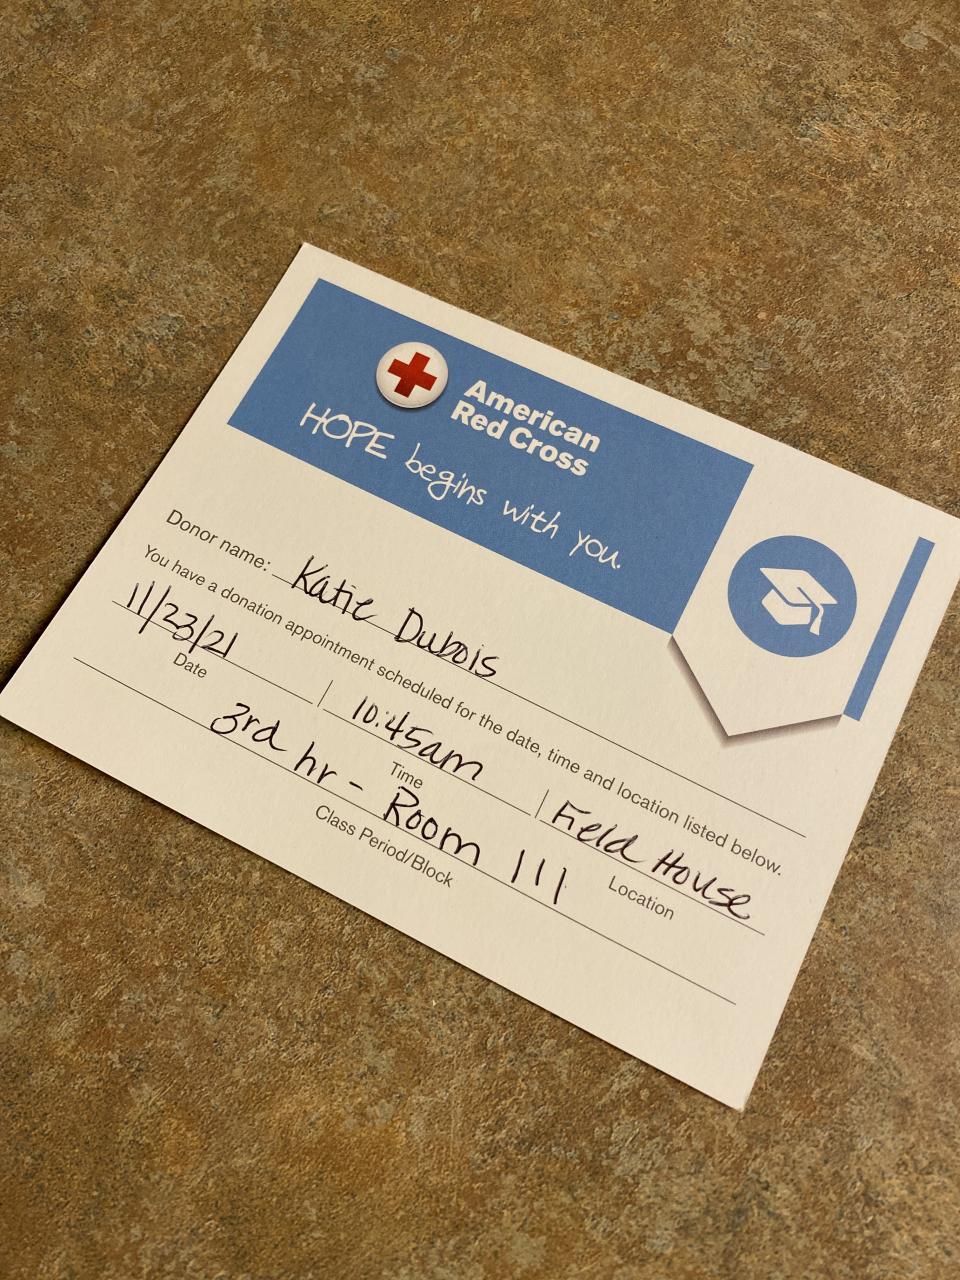 American
Red Cross
HOPE begins with you.
Donor name: Katie Dubois
You have a donation appointment scheduled for the date, time and location listed below.
11/23/21 | 10:45am | Field House
Date Time Location
3rd hr - Room 111
Class Period/Block